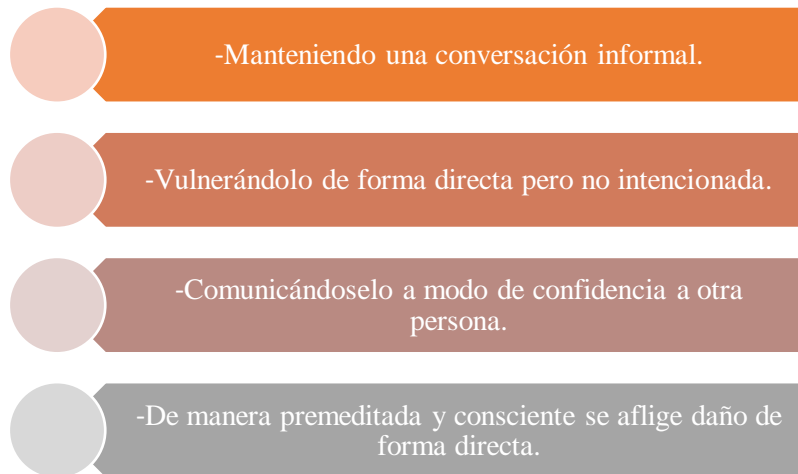 -Manteniendo una conversación informal.
-Vulnerándolo de forma directa pero no intencionada.
-Comunicándoselo a modo de confidencia a otra
persona.
-De manera premeditada y consciente se aflige daño de
forma directa.